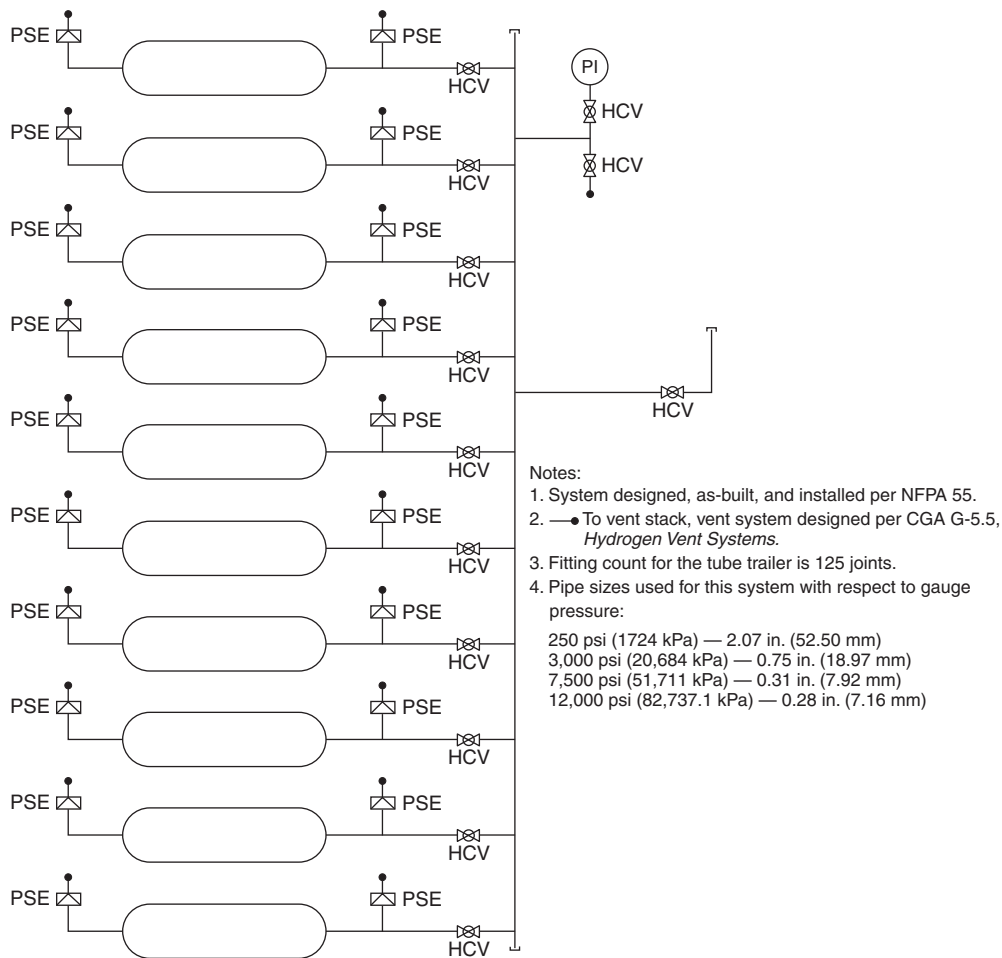 PSE PSE
HCV
PI
HCV
PSE PSE
HCV
HCV
PSE PSE
HCV
PSE PSE
HCV
HCV
PSE PSE
HCV
PSE PSE
HCV
PSE PSE
HCV
PSE PSE
HCV
PSE PSE
HCV
PSE PSE
HCV
Notes:
1. System designed, as-built, and installed per NFPA 55.
2. To vent stack, vent system designed per CGA G-5.5,
Hydrogen Vent Systems.
3. Fitting count for the tube trailer is 125 joints.
4. Pipe sizes used for this system with respect to gauge
pressure:
250 psi (1724 kPa) — 2.07 in. (52.50 mm)
3,000 psi (20,684 kPa) — 0.75 in. (18.97 mm)
7,500 psi (51,711 kPa) — 0.31 in. (7.92 mm)
12,000 psi (82,737.1 kPa) — 0.28 in. (7.16 mm)